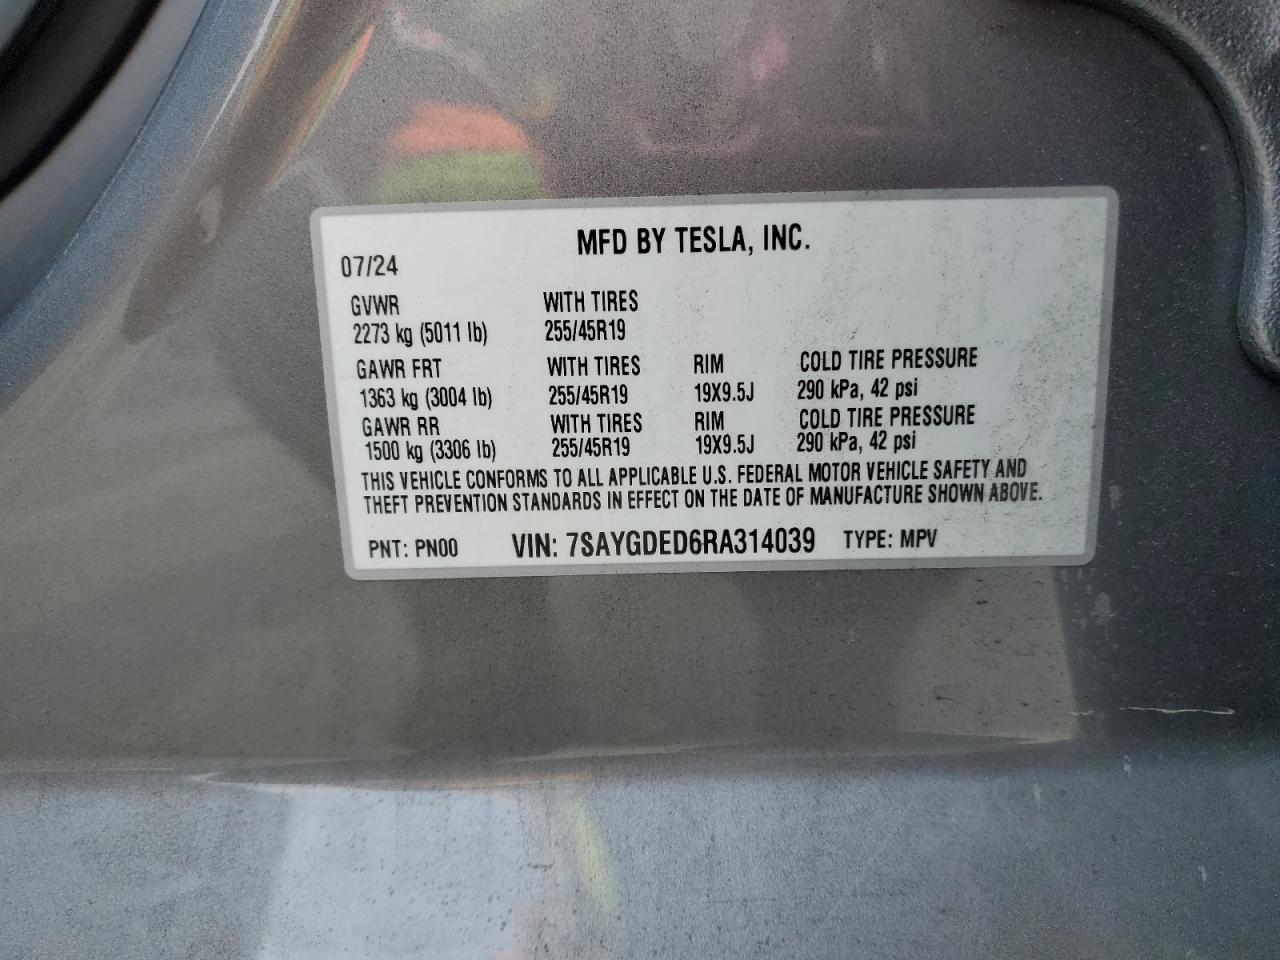 MFD BY TESLA, INC.
07/24
GVWR WITH TIRES
2273 kg (5011 lb) 255/45R19
GAWR FRT WITH TIRES RIM COLD TIRE PRESSURE
1363 kg (3004 lb) 255/45R19 19X9.5J 290 kPa, 42 psi
GAWR RR WITH TIRES RIM COLD TIRE PRESSURE
1500 kg (3306 lb) 255/45R19 19X9.5J 290 kPa, 42 psi
THIS VEHICLE CONFORMS TO ALL APPLICABLE U.S. FEDERAL MOTOR VEHICLE SAFETY AND
THEFT PREVENTION STANDARDS IN EFFECT ON THE DATE OF MANUFACTURE SHOWN ABOVE.
PNT: PN00 VIN: 7SAYGDED6RA314039 TYPE: MPV